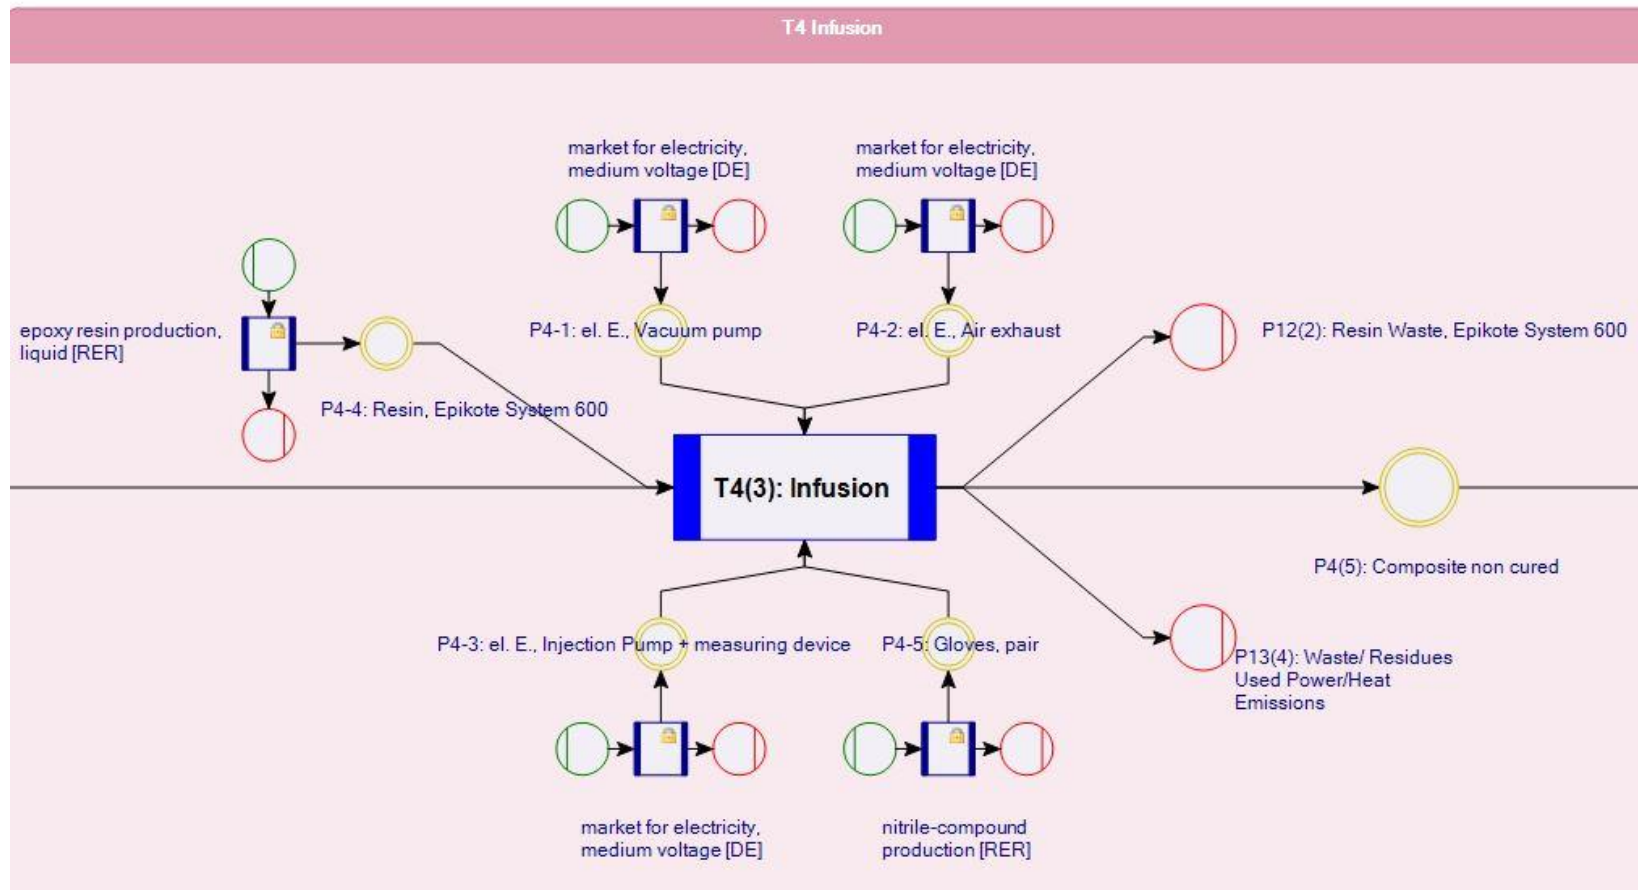 T4 Infusion
market for electricity,
medium voltage [DE]
market for electricity,
medium voltage [DE]
epoxy resin production,
liquid [RER]
P4-1: el. E., Vacuum pump
P4-2: el. E., Air exhaust
P12(2): Resin Waste, Epikote System 600
P4-4: Resin, Epikote System 600
T4(3): Infusion
P4(5): Composite non cured
P4-3: el. E., Injection Pump + measuring device
P4-5: Gloves, pair
P13(4): Waste/ Residues
Used Power/Heat
Emissions
market for electricity,
medium voltage [DE]
nitrile-compound
production [RER]